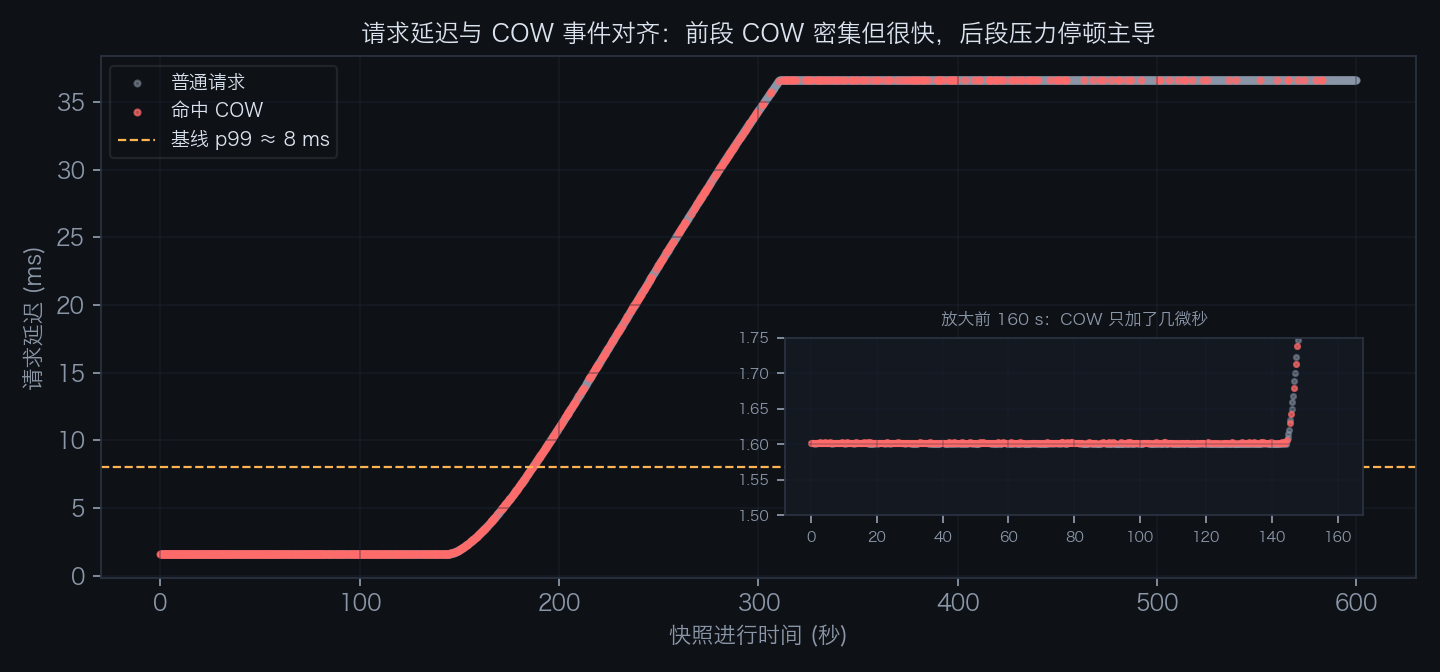 请求延迟与 COW 事件对齐：前段 COW 密集但很快，后段压力停顿主导
普通请求
命中 COW
基线 p99 ≈ 8 ms
请求延迟 (ms)
35
30
25
20
15
10
5
0
放大前 160 s：COW 只加了几微秒
1.75
1.70
1.65
1.60
1.55
1.50
0 20 40 60 80 100 120 140 160
0 100 200 300 400 500 600
快照进行时间 (秒)